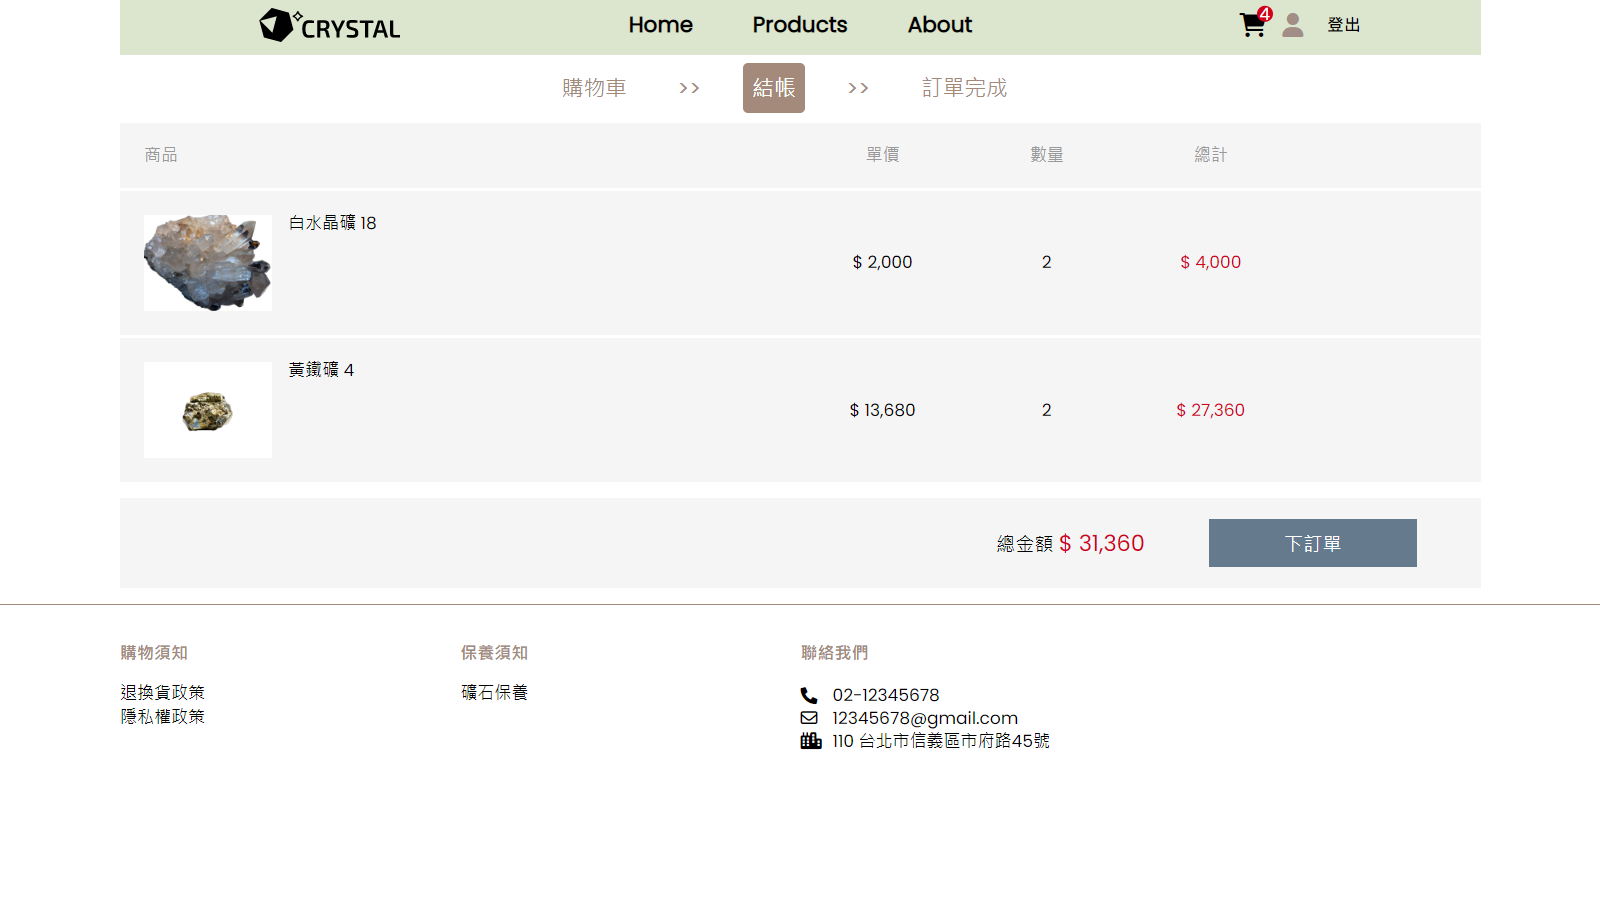 CRYSTAL Home Products About 4 登出
購物車 >> 結帳 >> 訂單完成
商品 單價 數量 總計
白水晶礦 18
$ 2,000 2 $ 4,000
黃鐵礦 4
$ 13,680 2 $ 27,360
總金額 $ 31,360 下訂單
購物須知 保養須知 聯絡我們
退換貨政策 礦石保養 02-12345678
隱私權政策 12345678@gmail.com
110 台北市信義區市府路45號